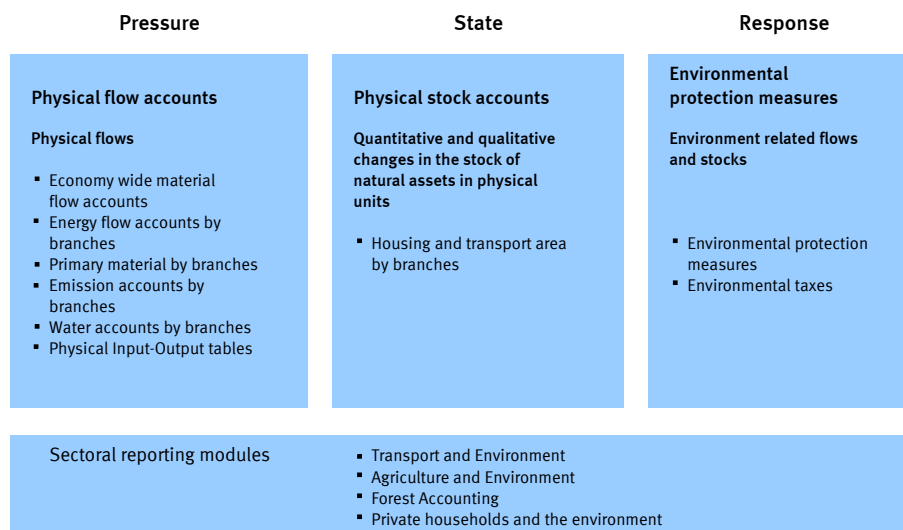 Pressure
State
Response
Physical flow accounts
Physical flows
▪ Economy wide material
flow accounts
▪ Energy flow accounts by
branches
▪ Primary material by branches
▪ Emission accounts by
branches
▪ Water accounts by branches
▪ Physical Input-Output tables
Physical stock accounts
Quantitative and qualitative
changes in the stock of
natural assets in physical
units
▪ Housing and transport area
by branches
Environmental
protection measures
Environment related flows
and stocks
▪ Environmental protection
measures
▪ Environmental taxes
Sectoral reporting modules
▪ Transport and Environment
▪ Agriculture and Environment
▪ Forest Accounting
▪ Private households and the environment